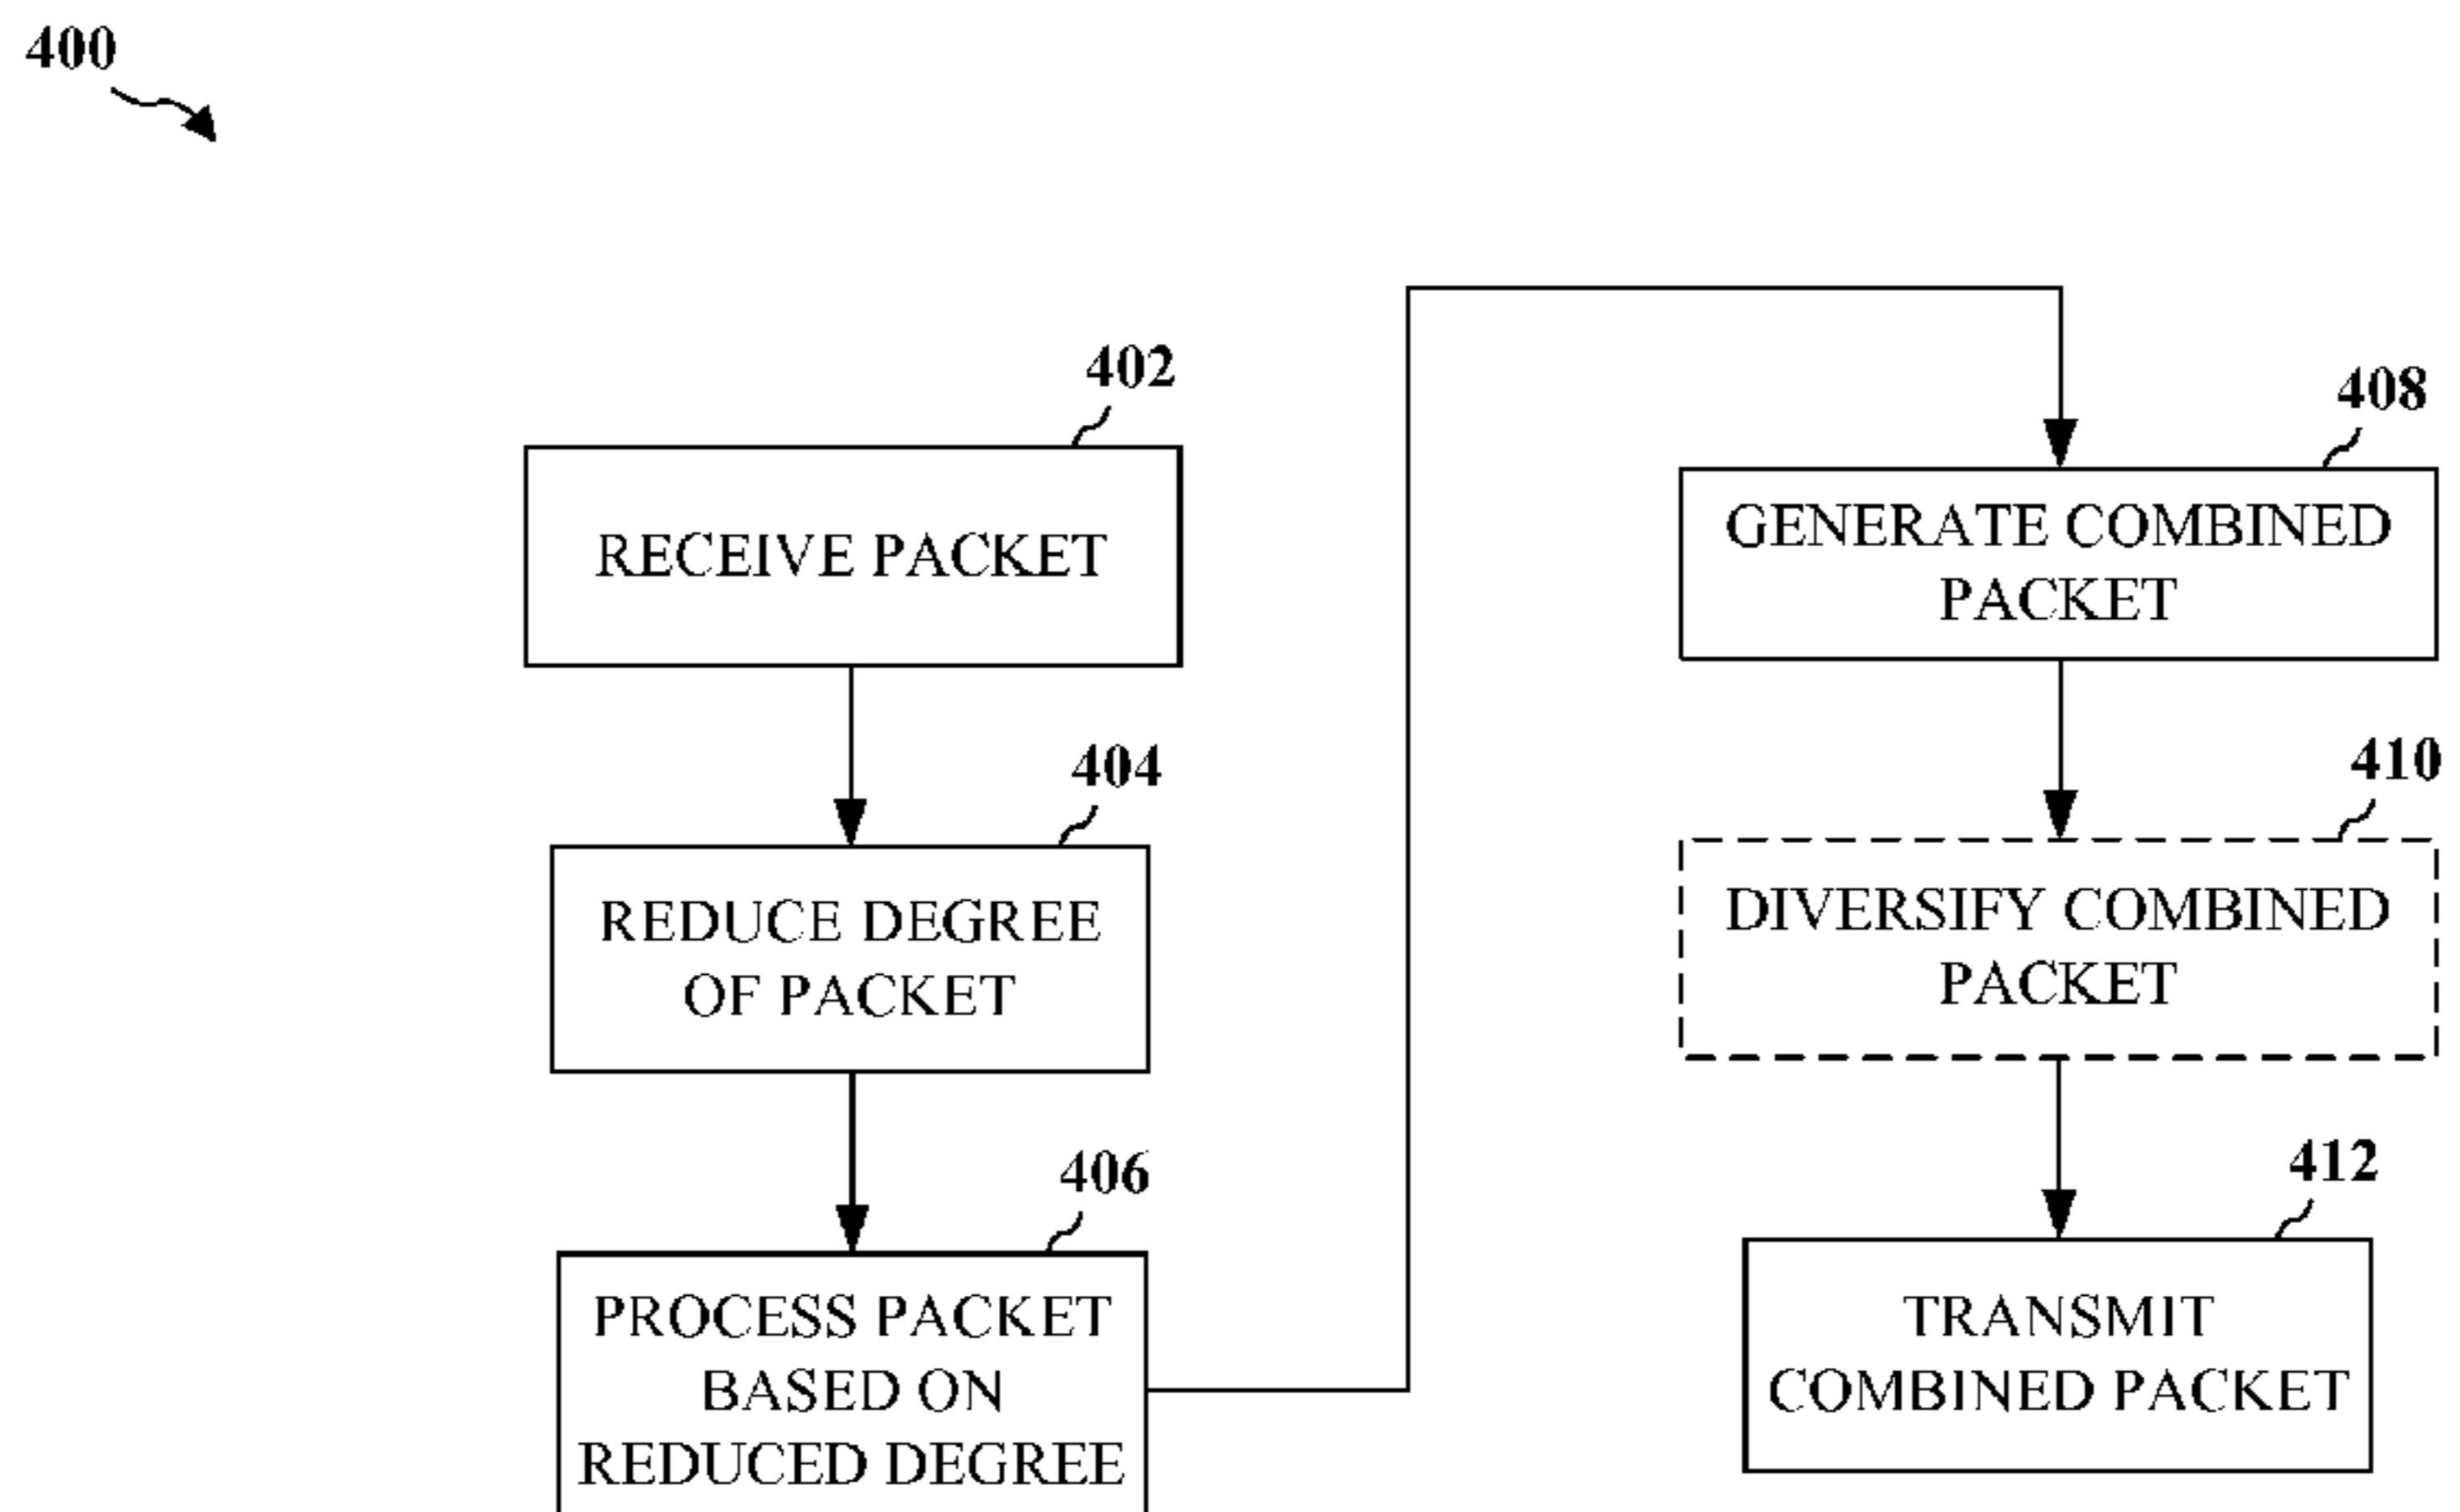 400
402
RECEIVE PACKET
404
REDUCE DEGREE
OF PACKET
406
PROCESS PACKET
BASED ON
REDUCED DEGREE
408
GENERATE COMBINED
PACKET
410
DIVERSIFY COMBINED
PACKET
412
TRANSMIT
COMBINED PACKET